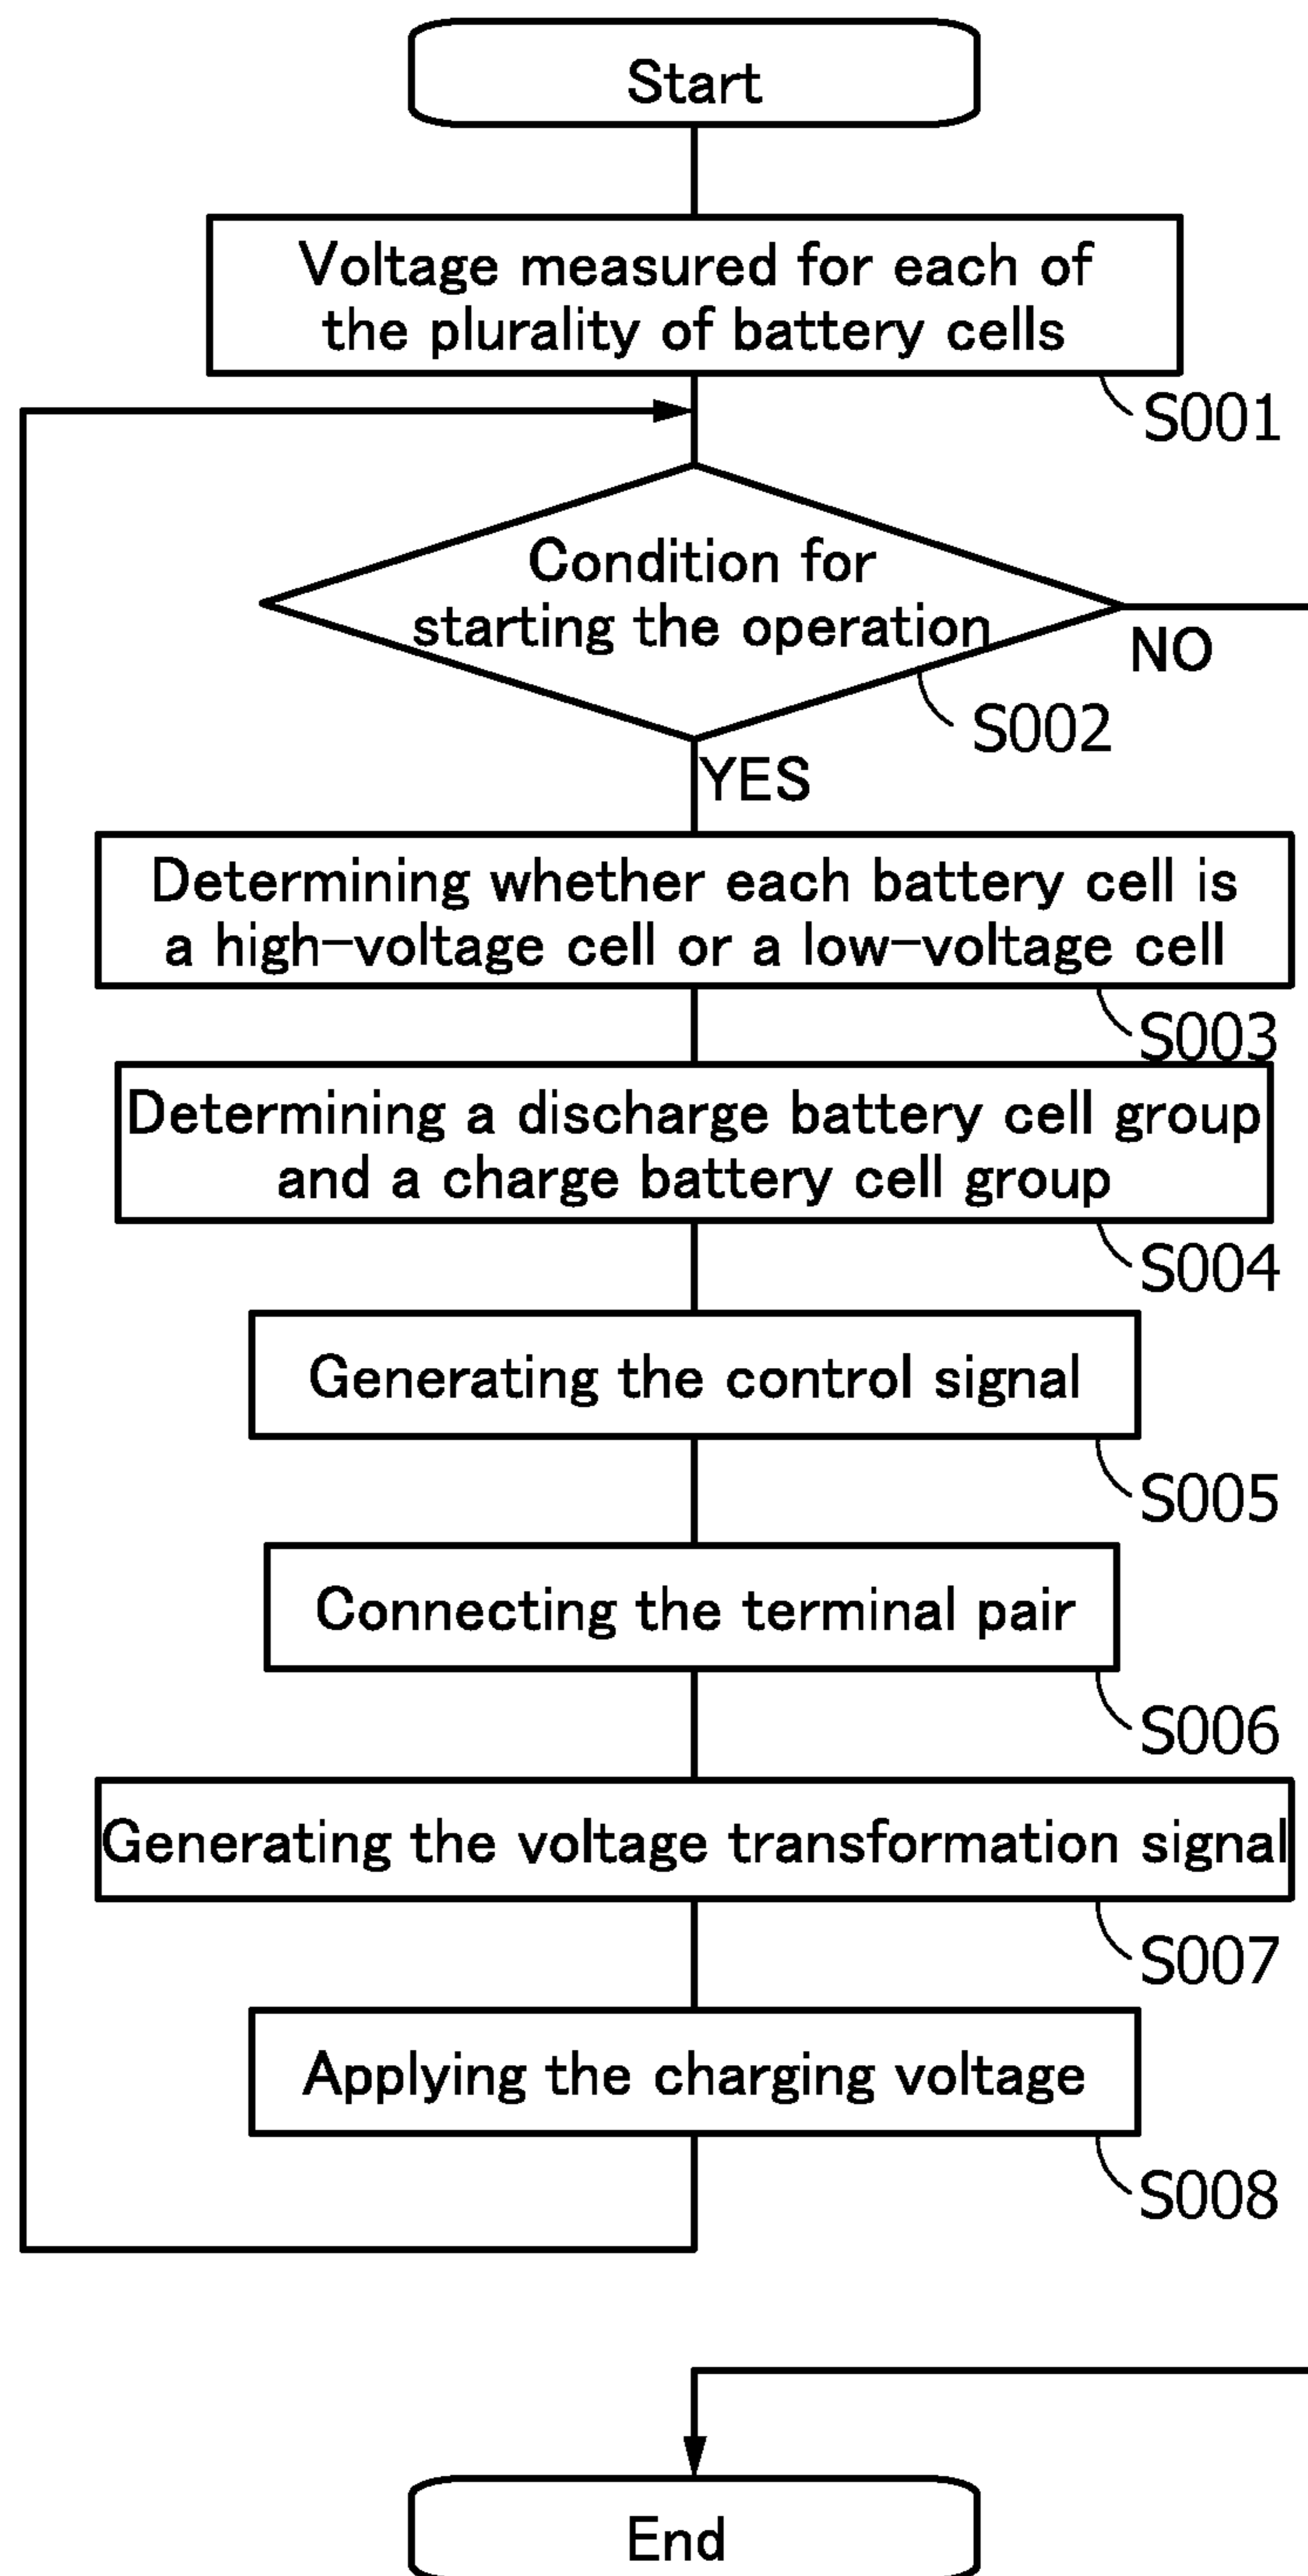 Start
Voltage measured for each of
the plurality of battery cells
S001
Condition for
starting the operation
NO
S002
YES
Determining whether each battery cell is
a high-voltage cell or a low-voltage cell
S003
Determining a discharge battery cell group
and a charge battery cell group
S004
Generating the control signal
S005
Connecting the terminal pair
S006
Generating the voltage transformation signal
S007
Applying the charging voltage
S008
End